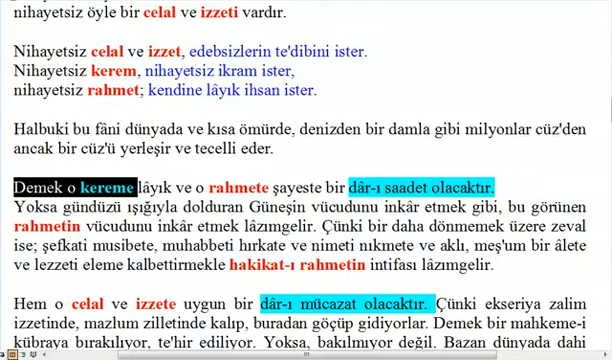 nihayetsiz öyle bir celal ve izzeti vardır.
Nihayetsiz celal ve izzet, edebsizlerin te'dibini ister.
Nihayetsiz kerem, nihayetsiz ikram ister,
nihayetsiz rahmet; kendine lâyık ihsan ister.
Halbuki bu fâni dünyada ve kısa ömürde, denizden bir damla gibi milyonlar cüz'den
ancak bir cüz'ü yerleşir ve tecelli eder.
Demek o kereme lâyık ve o rahmete şayeste bir dâr-ı saadet olacaktır.
Yoksa gündüzü ışığıyla dolduran Güneşin vücudunu inkâr etmek gibi, bu görünen
rahmetin vücudunu inkâr etmek lâzımgelir. Çünki bir daha dönmemek üzere zeval
ise; şefkati musibete, muhabbeti hırkate ve nimeti nıkmete ve aklı, meş'um bir âlete
ve lezzeti eleme kalbettirmekle hakikat-ı rahmetin intifası lâzımgelir.
Hem o celal ve izzete uygun bir dâr-ı mücazat olacaktır. Çünki ekseriya zalim
izzetinde, mazlum zilletinde kalıp, buradan göçüp gidiyorlar. Demek bir mahkeme-i
kübraya bırakılıyor, te'hir ediliyor. Yoksa, bakılmıyor değil. Bazan dünyada dahi